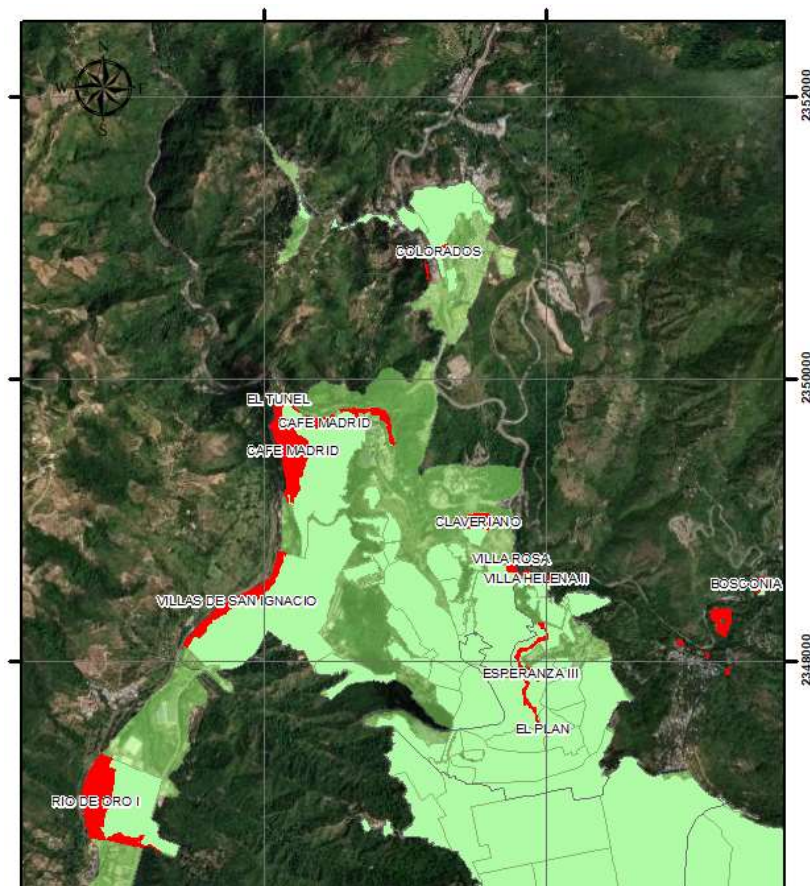 N
W
S
2352000
COLORADOS
2350000
EL TUNEL
CAFE MADRID
CAFE MADRID
CLAVERIANO
VILLA ROSA
VILLA HELENA II
BOSCONIA
VILLAS DE SAN IGNACIO
2348000
ESPERANZA III
EL PLAN
RIO DE ORO I